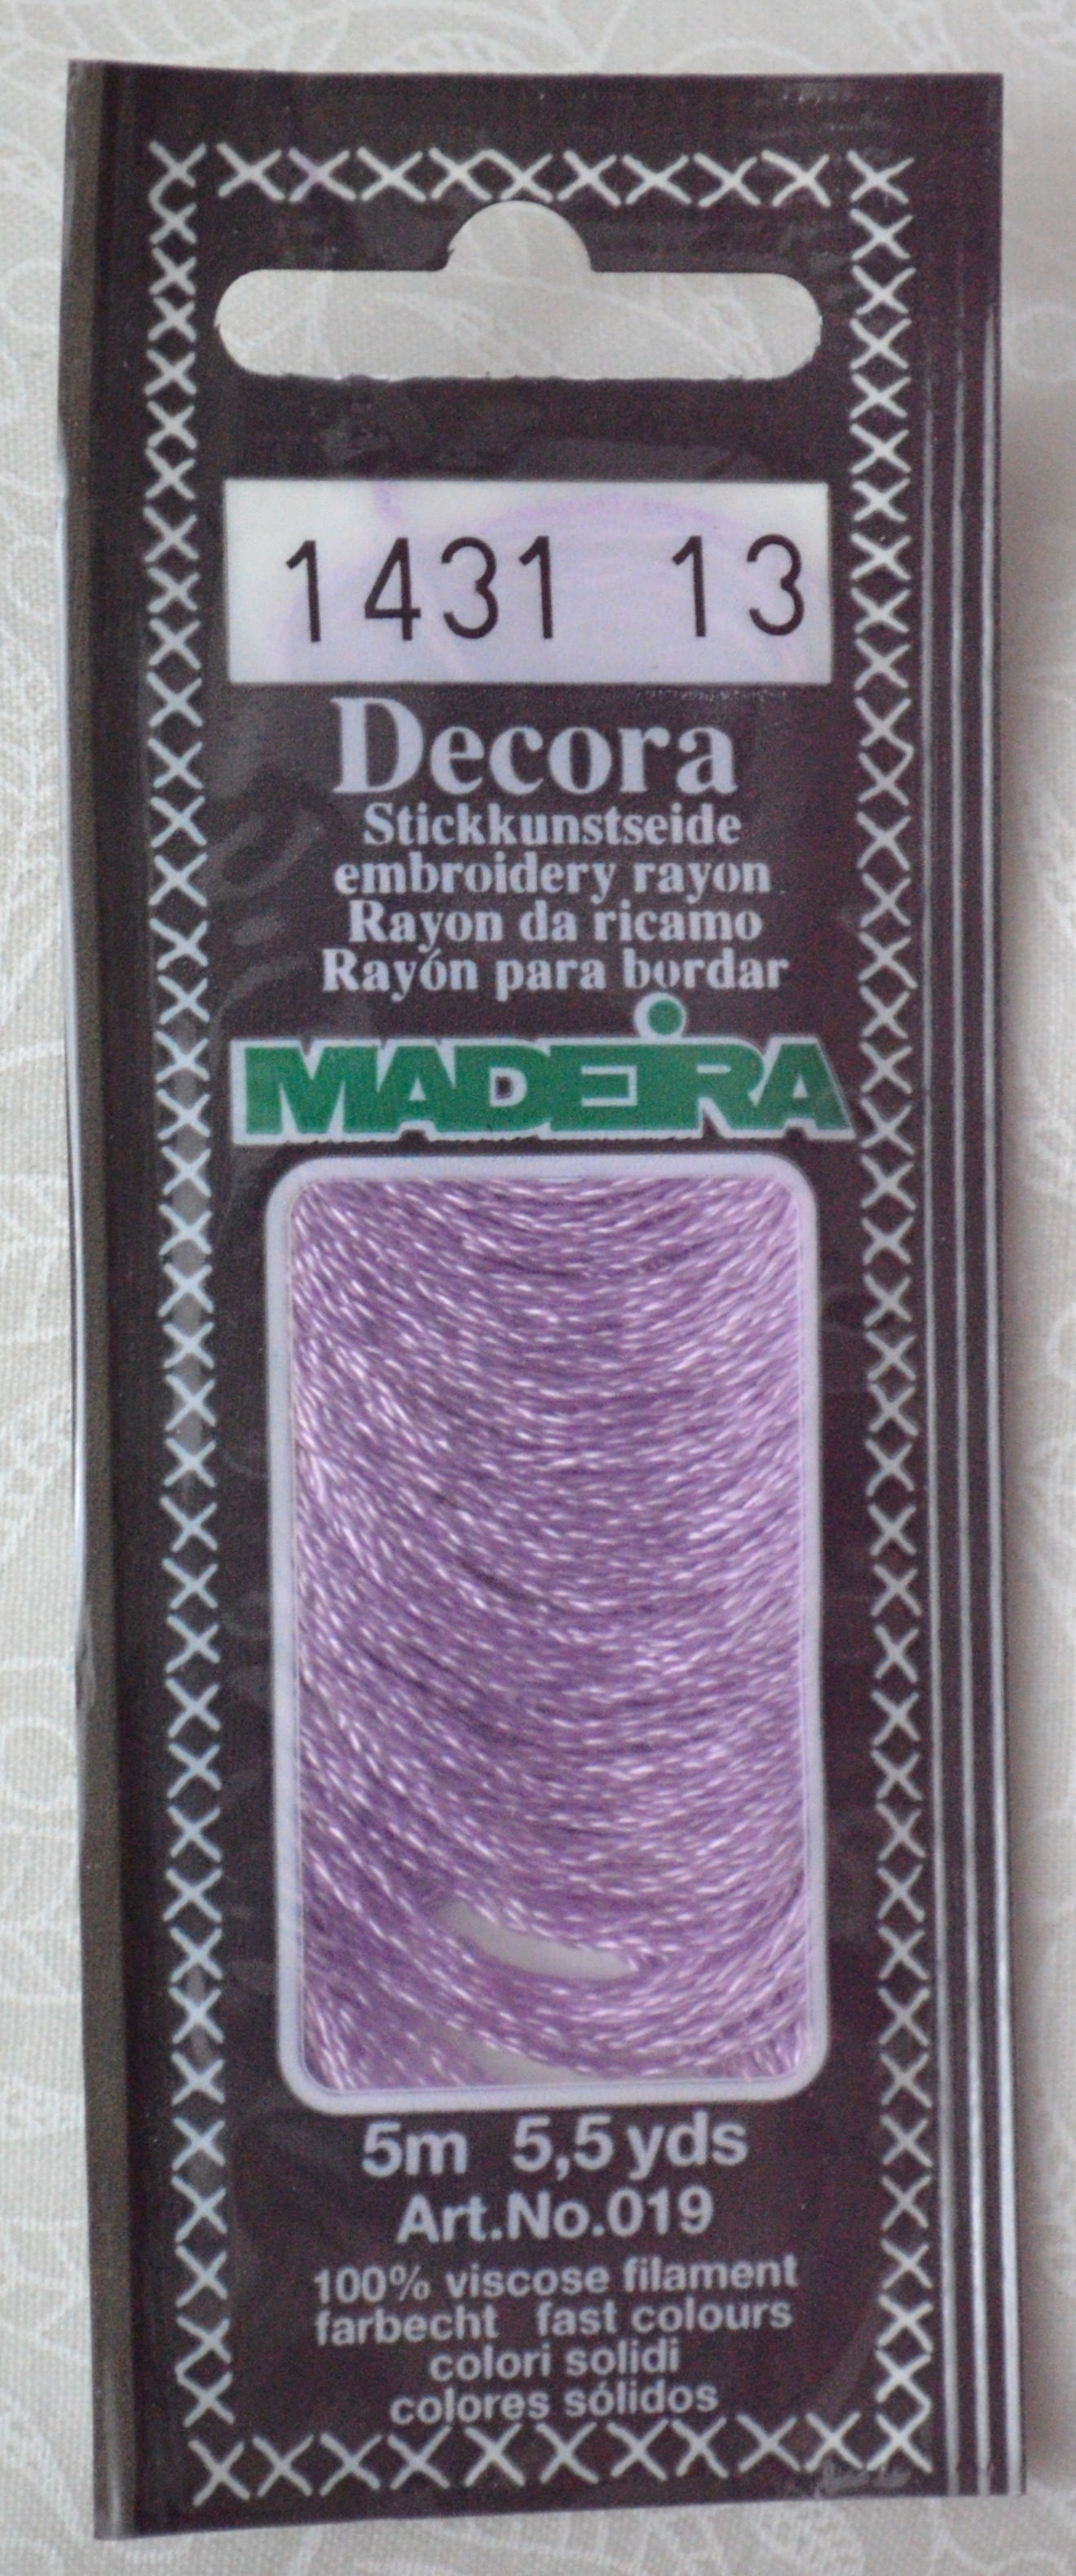 1431 13
Decora
Stickkunstseide
embroidery rayon
Rayon da ricamo
Rayón para bordar
MADEIRA
5m 5,5 yds
Art.No.019
100% viscose filament
farbecht fast colours
colori solidi
colores sólidos